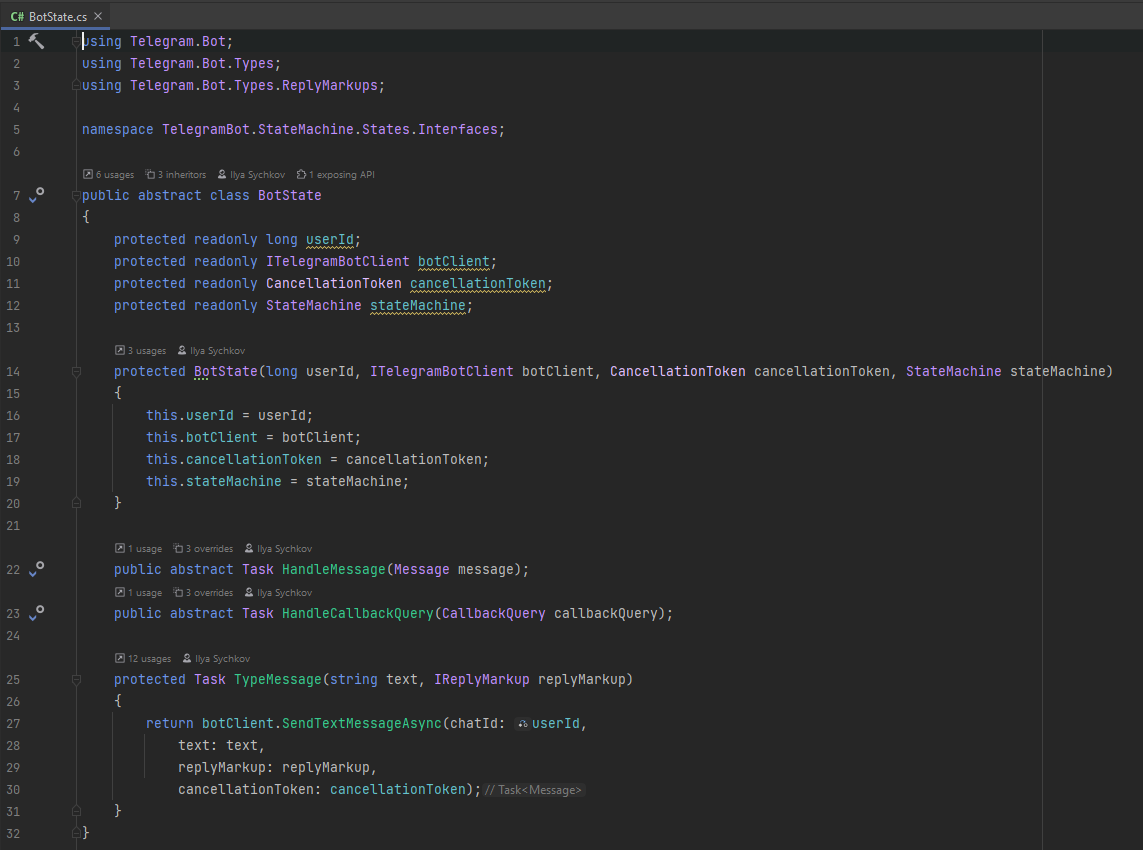 C# BotState.cs
1 using Telegram.Bot;
2 using Telegram.Bot.Types;
3 using Telegram.Bot.Types.ReplyMarkups;
4
5 namespace TelegramBot.StateMachine.States.Interfaces;
6
6 usages 3 inheritors Ilya Sychkov 1 exposing API
7 public abstract class BotState
8 {
9 protected readonly long userId;
10 protected readonly ITelegramBotClient botClient;
11 protected readonly CancellationToken cancellationToken;
12 protected readonly StateMachine stateMachine;
13
3 usages Ilya Sychkov
14 protected BotState(long userId, ITelegramBotClient botClient, CancellationToken cancellationToken, StateMachine stateMachine)
15 {
16 this.userId = userId;
17 this.botClient = botClient;
18 this.cancellationToken = cancellationToken;
19 this.stateMachine = stateMachine;
20 }
21
1 usage 3 overrides Ilya Sychkov
22 public abstract Task HandleMessage(Message message);
1 usage 3 overrides Ilya Sychkov
23 public abstract Task HandleCallbackQuery(CallbackQuery callbackQuery);
24
12 usages Ilya Sychkov
25 protected Task TypeMessage(string text, IReplyMarkup replyMarkup)
26 {
27 return botClient.SendTextMessageAsync(chatId: userId,
28 text: text,
29 replyMarkup: replyMarkup,
30 cancellationToken: cancellationToken); // Task<Message>
31 }
32 }